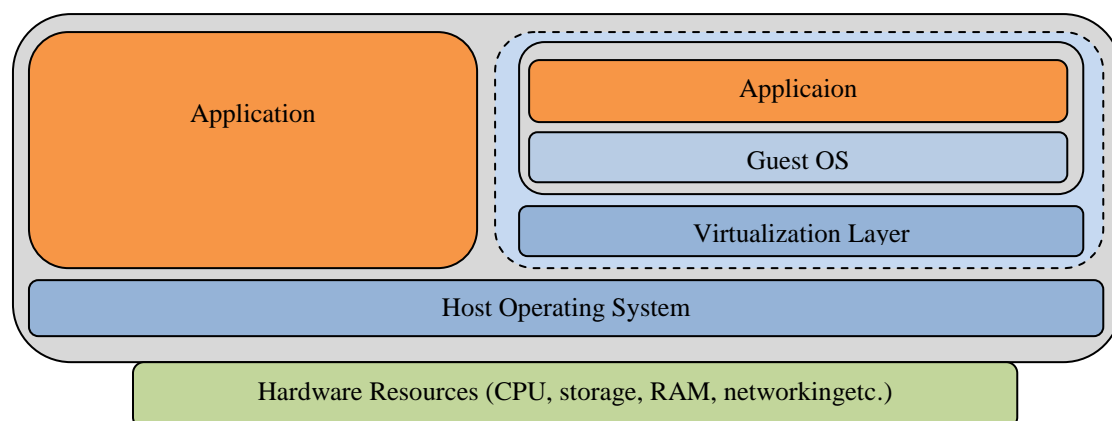 Application
Applicaion
Guest OS
Virtualization Layer
Host Operating System
Hardware Resources (CPU, storage, RAM, networkingetc.)